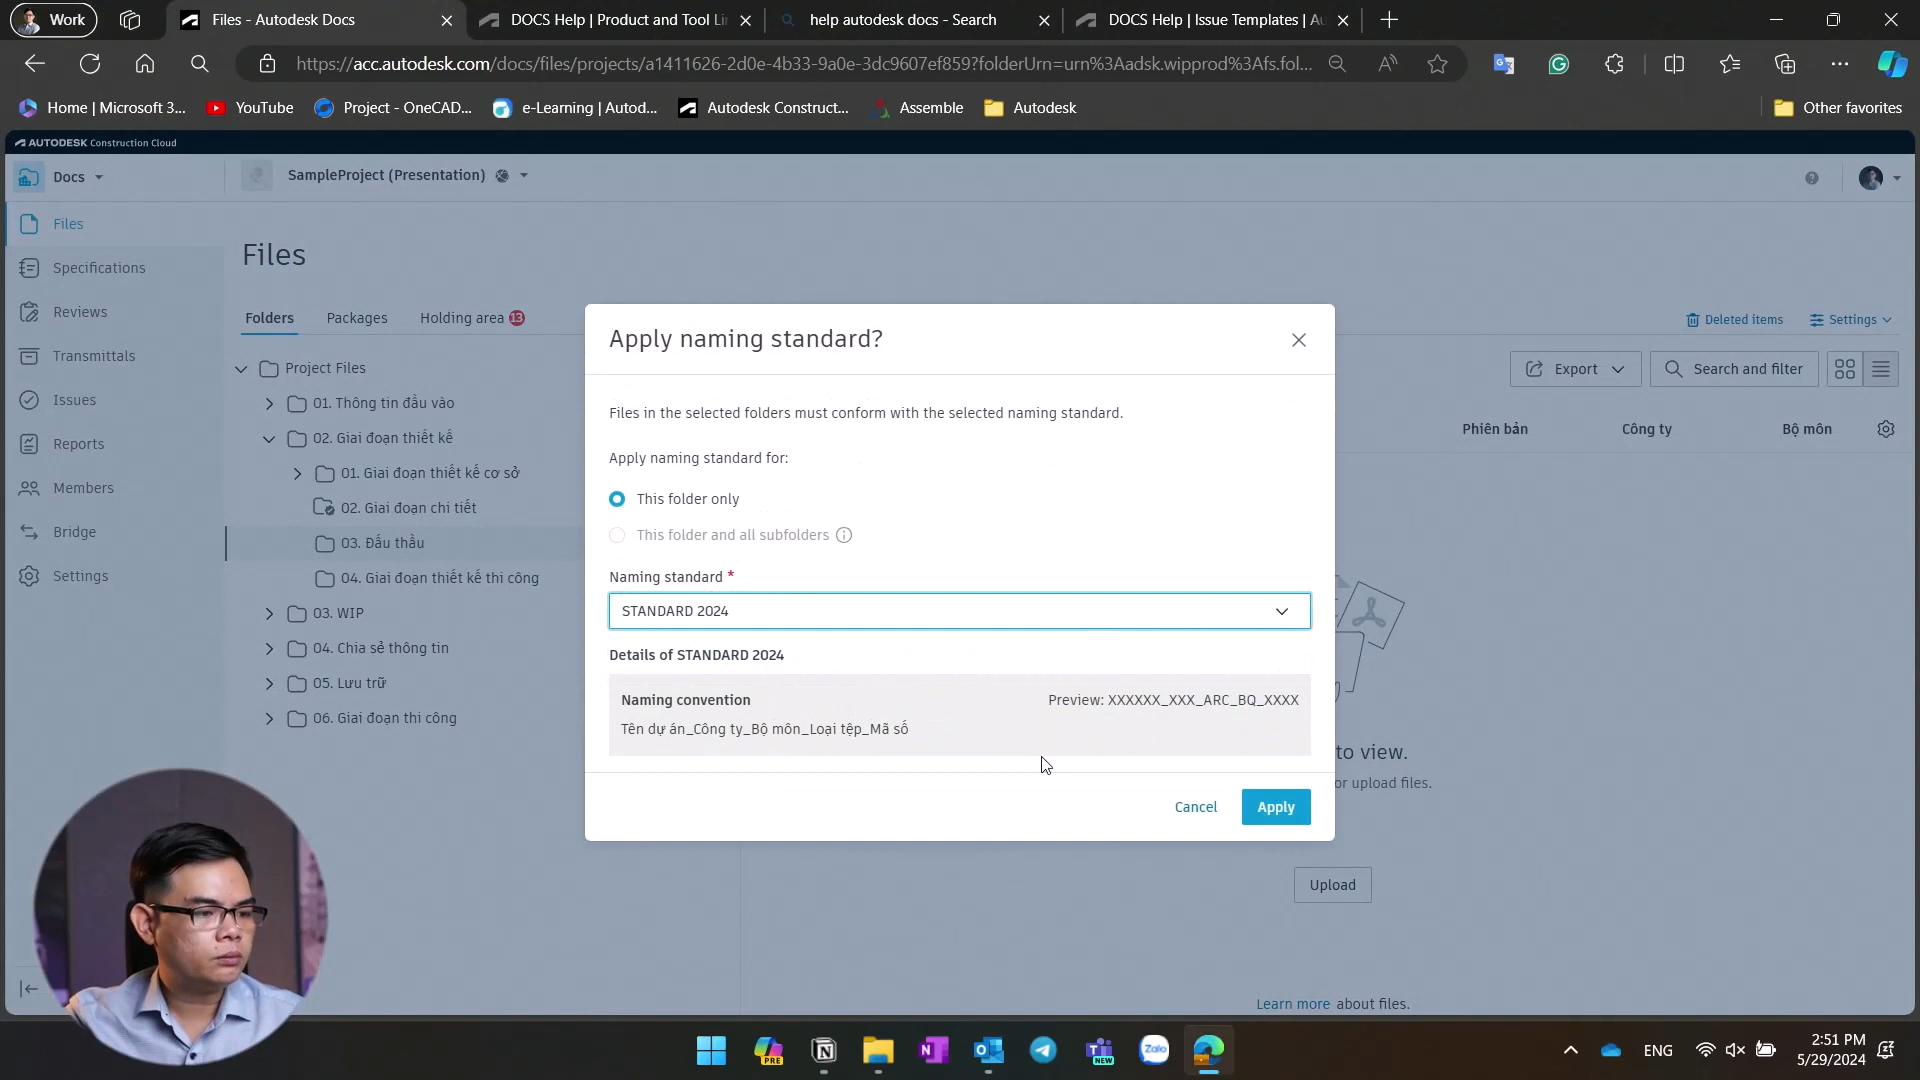 Work
Files - Autodesk Docs
DOCS Help | Product and Tool Li
help autodesk docs - Search
DOCS Help | Issue Templates | Au
https://acc.autodesk.com/docs/files/projects/a1411626-2d0e-4b33-9a0e-3dc9607ef859?folderUrn=urn%3Aadsk.wipprod%3Afs.fol...
Home | Microsoft 3...
YouTube
Project - OneCAD...
e-Learning | Autod...
Autodesk Construct...
Assemble
Autodesk
Other favorites
AUTODESK Construction Cloud
Docs
SampleProject (Presentation)
Files
Specifications
Reviews
Transmittals
Issues
Reports
Members
Bridge
Settings
Files
Folders
Packages
Holding area 13
Deleted items
Settings
Export
Search and filter
Phiên bản
Công ty
Bộ môn
Project Files
01. Thông tin đầu vào
02. Giai đoạn thiết kế
01. Giai đoạn thiết kế cơ sở
02. Giai đoạn chi tiết
03. Đấu thầu
04. Giai đoạn thiết kế thi công
03. WIP
04. Chia sẻ thông tin
05. Lưu trữ
06. Giai đoạn thi công
Apply naming standard?
Files in the selected folders must conform with the selected naming standard.
Apply naming standard for:
This folder only
This folder and all subfolders
Naming standard *
STANDARD 2024
Details of STANDARD 2024
Naming convention
Preview: XXXXXX_XXX_ARC_BQ_XXXX
Tên dự án_Công ty_Bộ môn_Loại tệp_Mã số
Cancel
Apply
to view.
or upload files.
Upload
Learn more about files.
PRE
NEW
Zalo
ENG
2:51 PM
5/29/2024